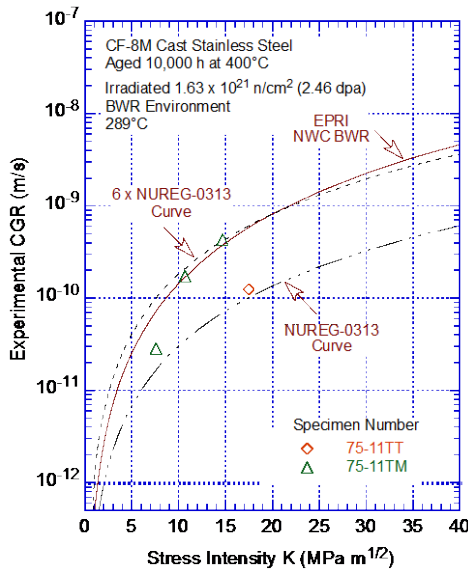 CF-8M Cast Stainless Steel
Aged 10,000 h at 400°C
Irradiated 1.63 x 10²¹ n/cm² (2.46 dpa)
BWR Environment
289°C
EPRI
NWC BWR
6 x NUREG-0313
Curve
NUREG-0313
Curve
Specimen Number
75-11TT
75-11TM
Experimental CGR (m/s)
10⁻⁷
10⁻⁸
10⁻⁹
10⁻¹⁰
10⁻¹¹
10⁻¹²
0 5 10 15 20 25 30 35 40
Stress Intensity K (MPa m¹/²)